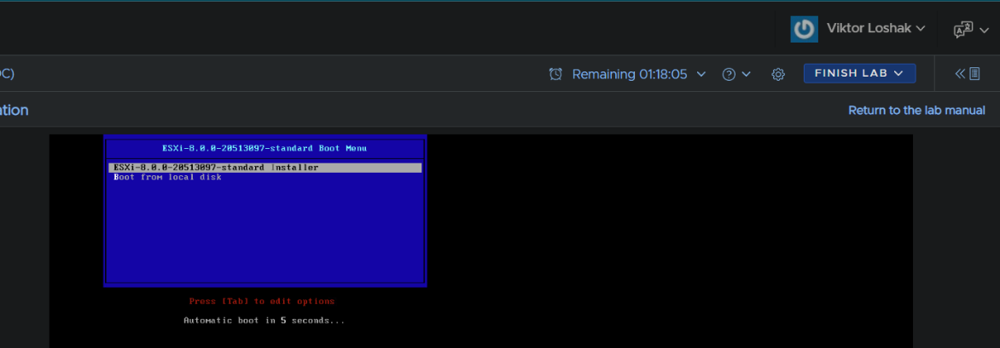 Viktor Loshak
OC)
Remaining 01:18:05
FINISH LAB
ation
Return to the lab manual
ESXi-8.0.0-20513097-standard Boot Menu
ESXi-8.0.0-20513097-standard Installer
Boot from local disk
Press [Tab] to edit options
Automatic boot in 5 seconds...